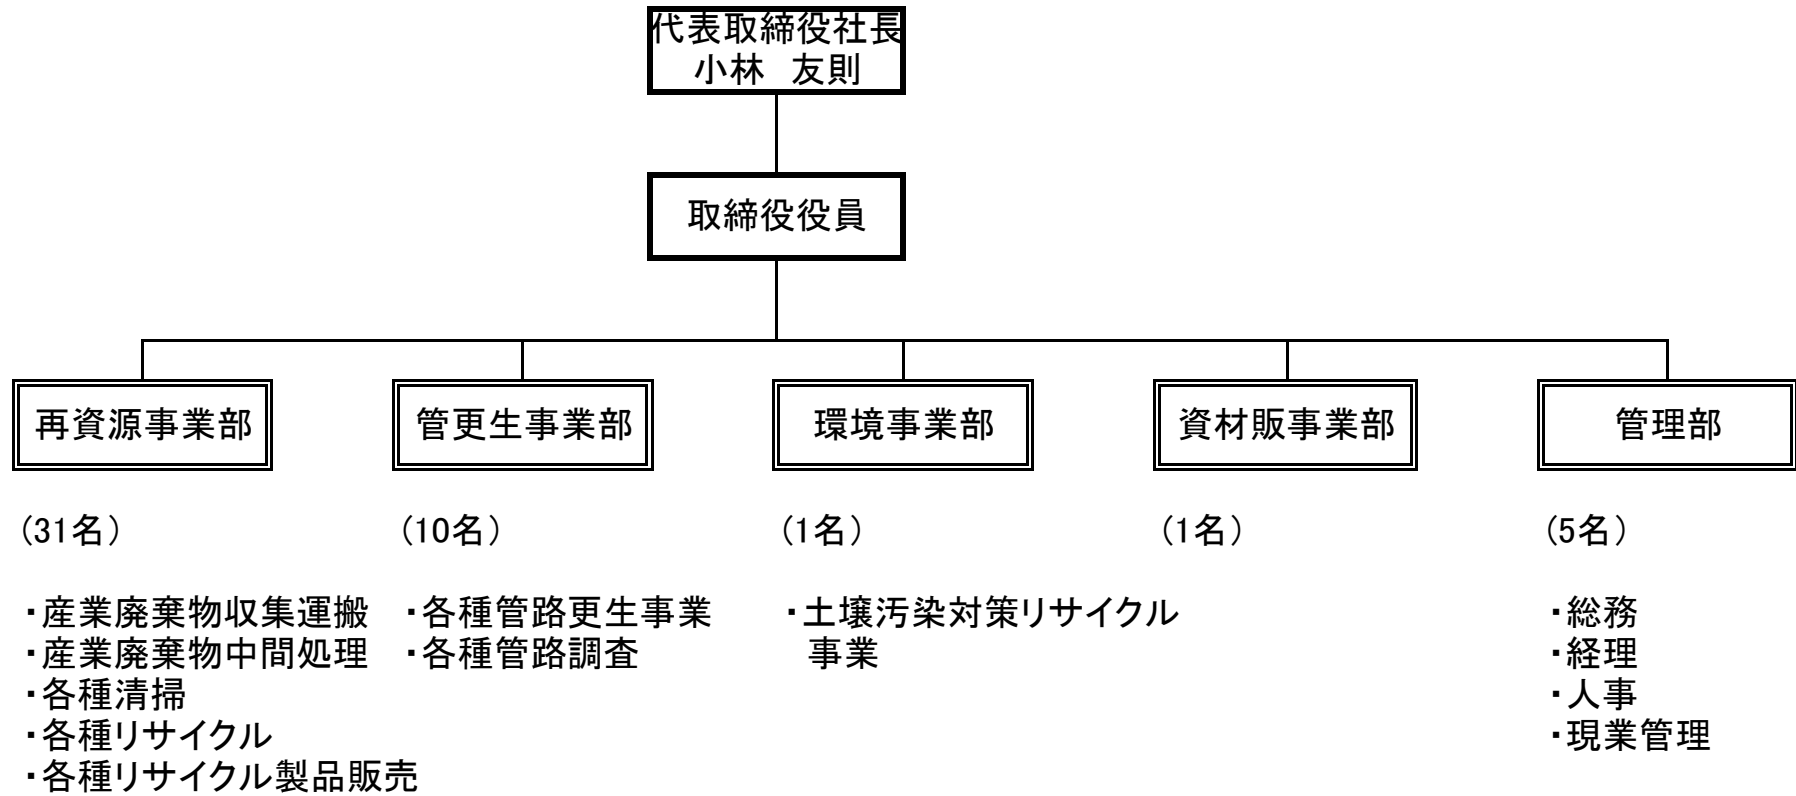 代表取締役社長
小林　友則
取締役役員
再資源事業部
管更生事業部
環境事業部
資材販事業部
管理部
(31名)
(10名)
(1名)
(1名)
(5名)
・産業廃棄物収集運搬
・産業廃棄物中間処理
・各種清掃
・各種リサイクル
・各種リサイクル製品販売
・各種管路更生事業
・各種管路調査
・土壌汚染対策リサイクル
事業
・総務
・経理
・人事
・現業管理